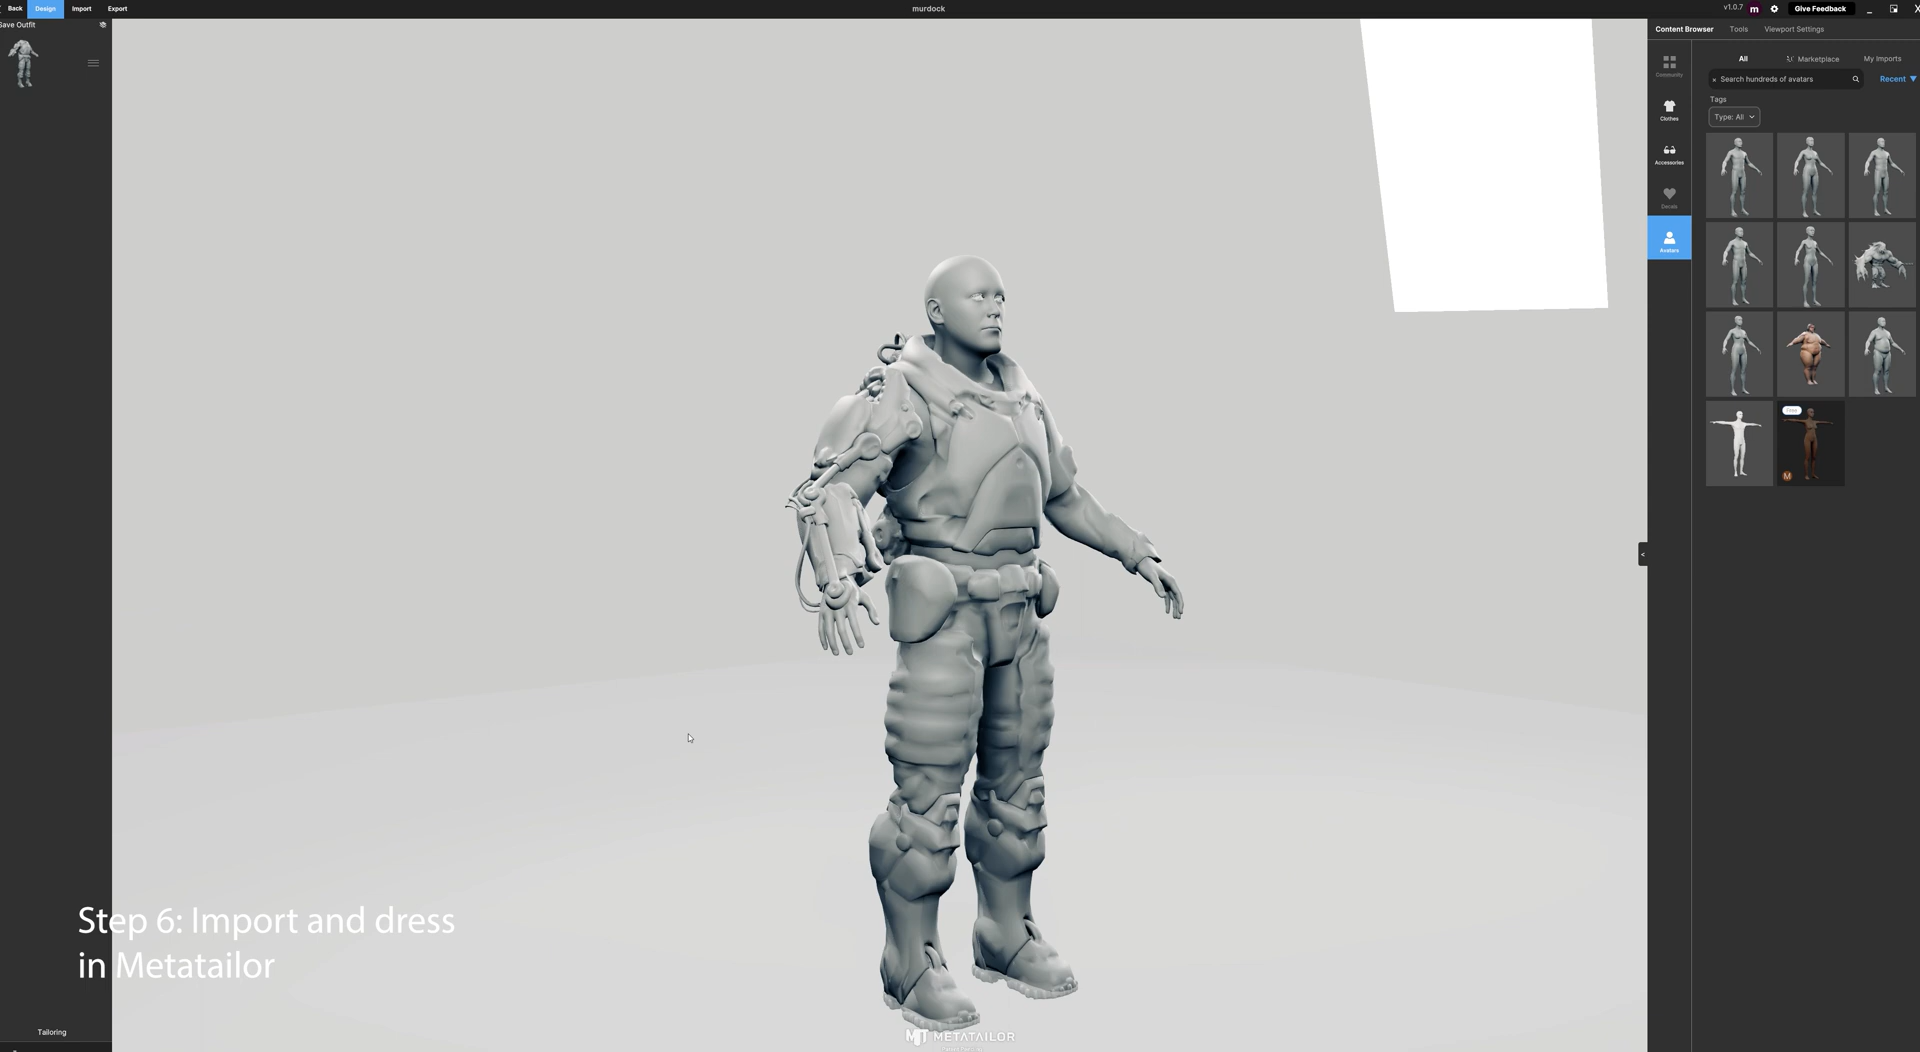 Back Design Import Export
murdock
v1.0.7 m Give Feedback X
Save Outfit
Content Browser Tools Viewport Settings
All Marketplace My Imports
Search hundreds of avatars
Recent
Tags
Type: All
Community
Clothes
Accessories
Decals
Avatars
M
<
Step 6: Import and dress
in Metatailor
Tailoring
MT METATAILOR